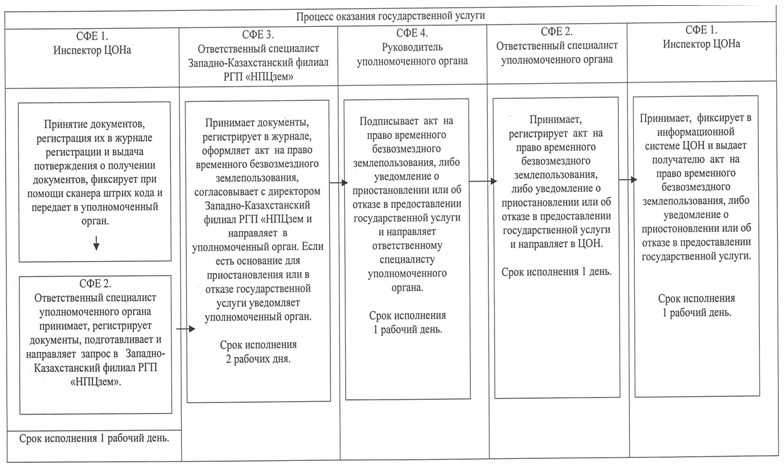 Процесс оказания государственной услуги
СФЕ 1.
Инспектор ЦОНа
СФЕ 3.
Ответственный специалист
Западно-Казахстанский филиал
РГП «НПЦзем»
СФЕ 4.
Руководитель
уполномоченного органа
СФЕ 2.
Ответственный специалист
уполномоченного органа
СФЕ 1.
Инспектор ЦОНа
Принятие документов,
регистрация их в журнале
регистрации и выдача
потверждения о получении
документов, фиксирует при
помощи сканера штрих кода и
передает в уполномоченный
орган.
СФЕ 2.
Ответственный специалист
уполномоченного органа
принимает, регистрирует
документы, подготавливает и
направляет запрос в Западно-
Казахстанский филиал РГП
«НПЦзем».
Срок исполнения 1 рабочий день.
Принимает документы,
регистрирует в журнале,
оформляет акт на право
временного безвозмездного
землепользования,
согласовывает с директором
Западно-Казахстанский
филиал РГП «НПЦзем и
направляет в
уполномоченный орган. Если
есть основание для
приостановления или в
отказе государственной
услуги уведомляет
уполномоченный орган.
Срок исполнения
2 рабочих дня.
Подписывает акт на
право временного
безвозмездного
землепользования, либо
уведомление о
приостановлении или об
отказе в предоставлении
государственной услуги
и направляет
ответственному
специалисту
уполномоченного
органа.
Срок исполнения
1 рабочий день.
Принимает,
регистрирует акт на
право временного
безвозмездного
землепользования,
либо уведомление о
приостановлении или об
отказе в предоставлении
государственной услуги
и направляет в ЦОН.
Срок исполнения 1 день.
Принимает, фиксирует в
информационной
системе ЦОН и выдает
получателю акт на
право временного
безвозмездного
землепользования, либо
уведомление о
приостоновлении или об
отказе в предоставлении
государственной услуги.
Срок исполнения
1 рабочий день.